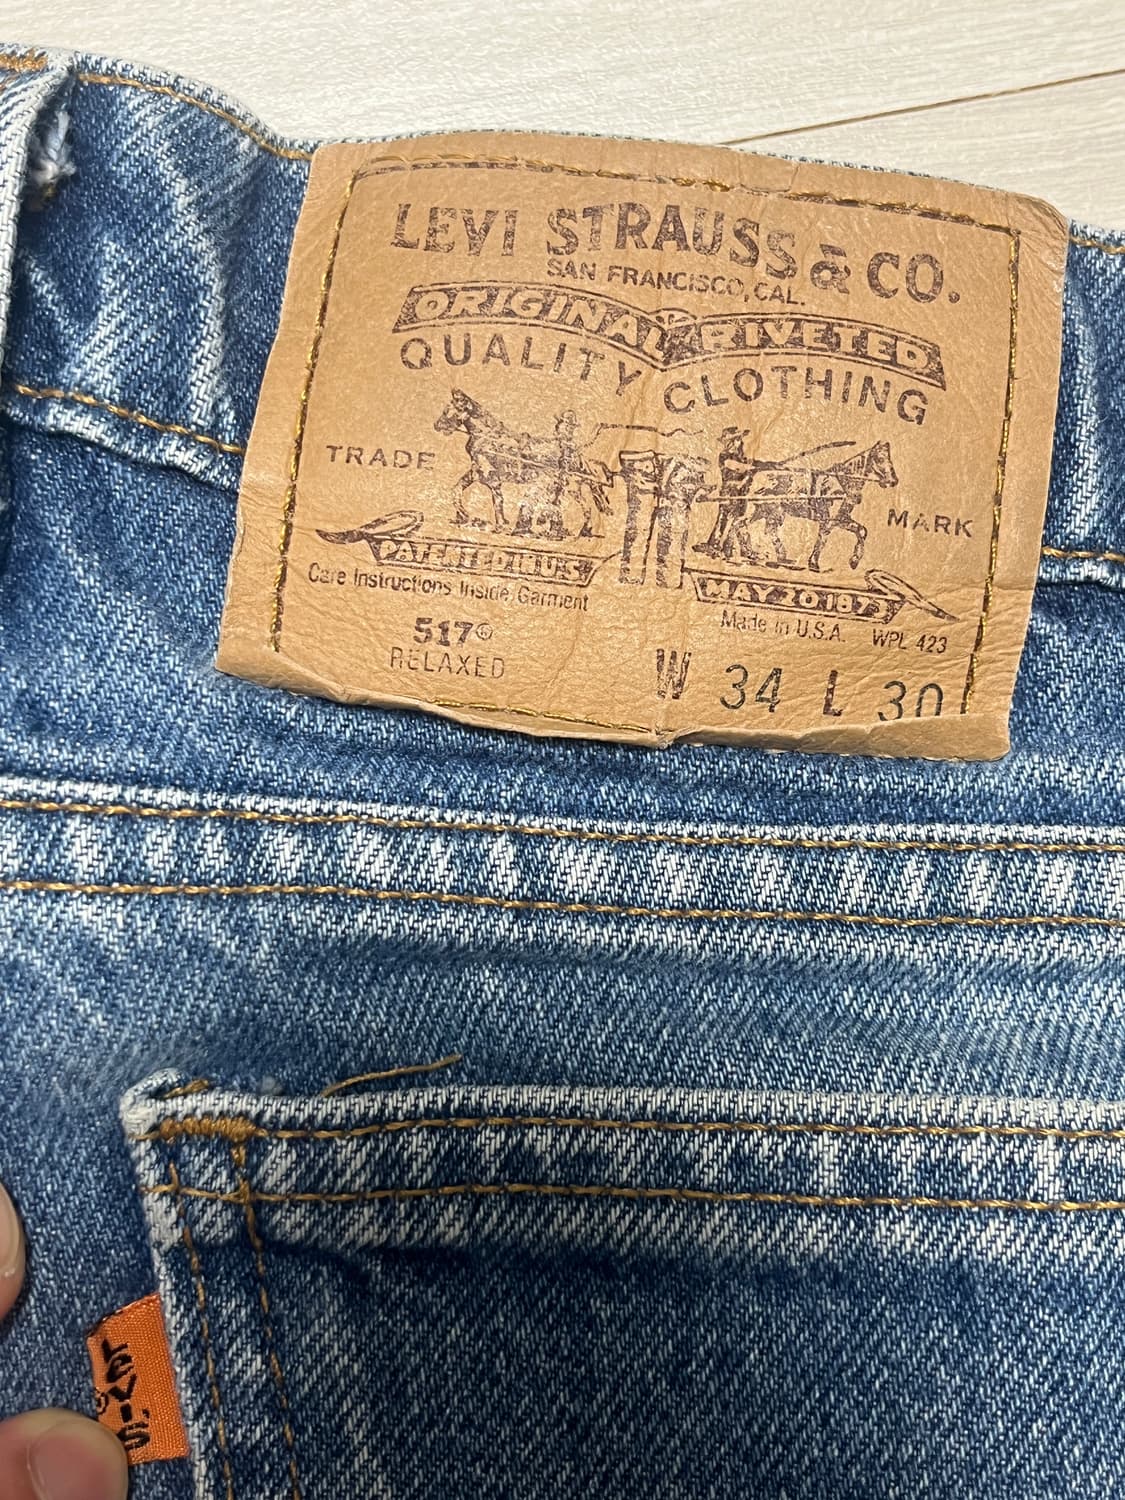 LEVI STRAUSS & CO.
SAN FRANCISCO, CAL.
ORIGINAL RIVETED
QUALITY CLOTHING
TRADE MARK
PATENTED IN U.S. MAY 20 1873
Care Instructions Inside Garment
Made in U.S.A. WPL 423
517®
RELAXED
W 34 L 30
Levi's
®